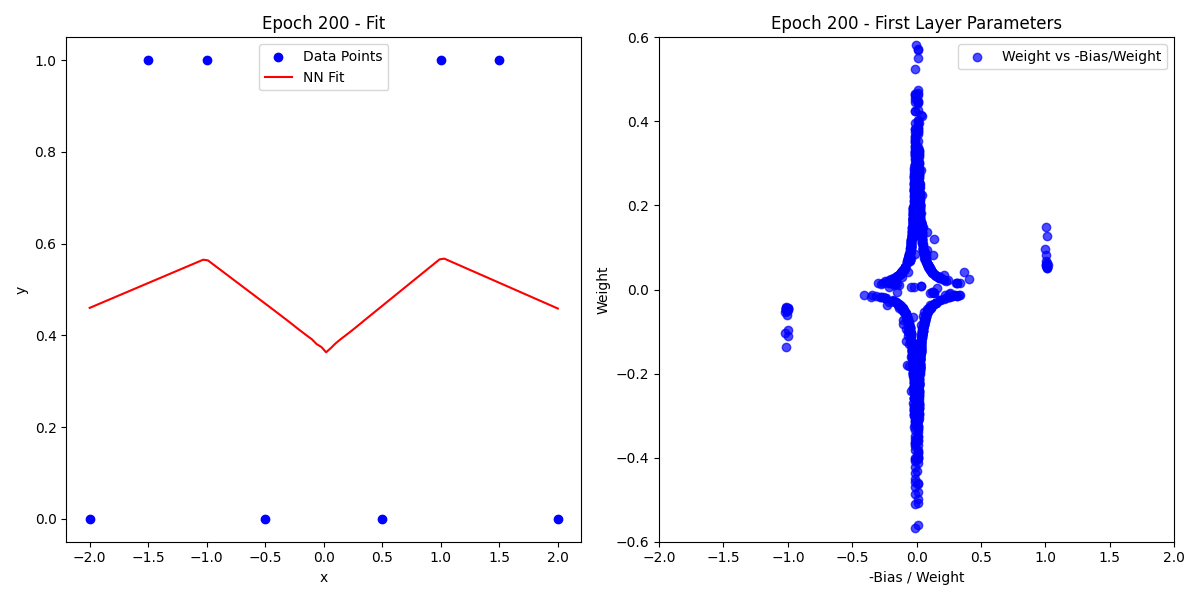 Epoch 200 - Fit
Data Points
NN Fit
1.0
0.8
0.6
0.4
0.2
0.0
y
−2.0 −1.5 −1.0 −0.5 0.0 0.5 1.0 1.5 2.0
x
Epoch 200 - First Layer Parameters
Weight vs -Bias/Weight
0.6
0.4
0.2
0.0
−0.2
−0.4
−0.6
Weight
−2.0 −1.5 −1.0 −0.5 0.0 0.5 1.0 1.5 2.0
-Bias / Weight